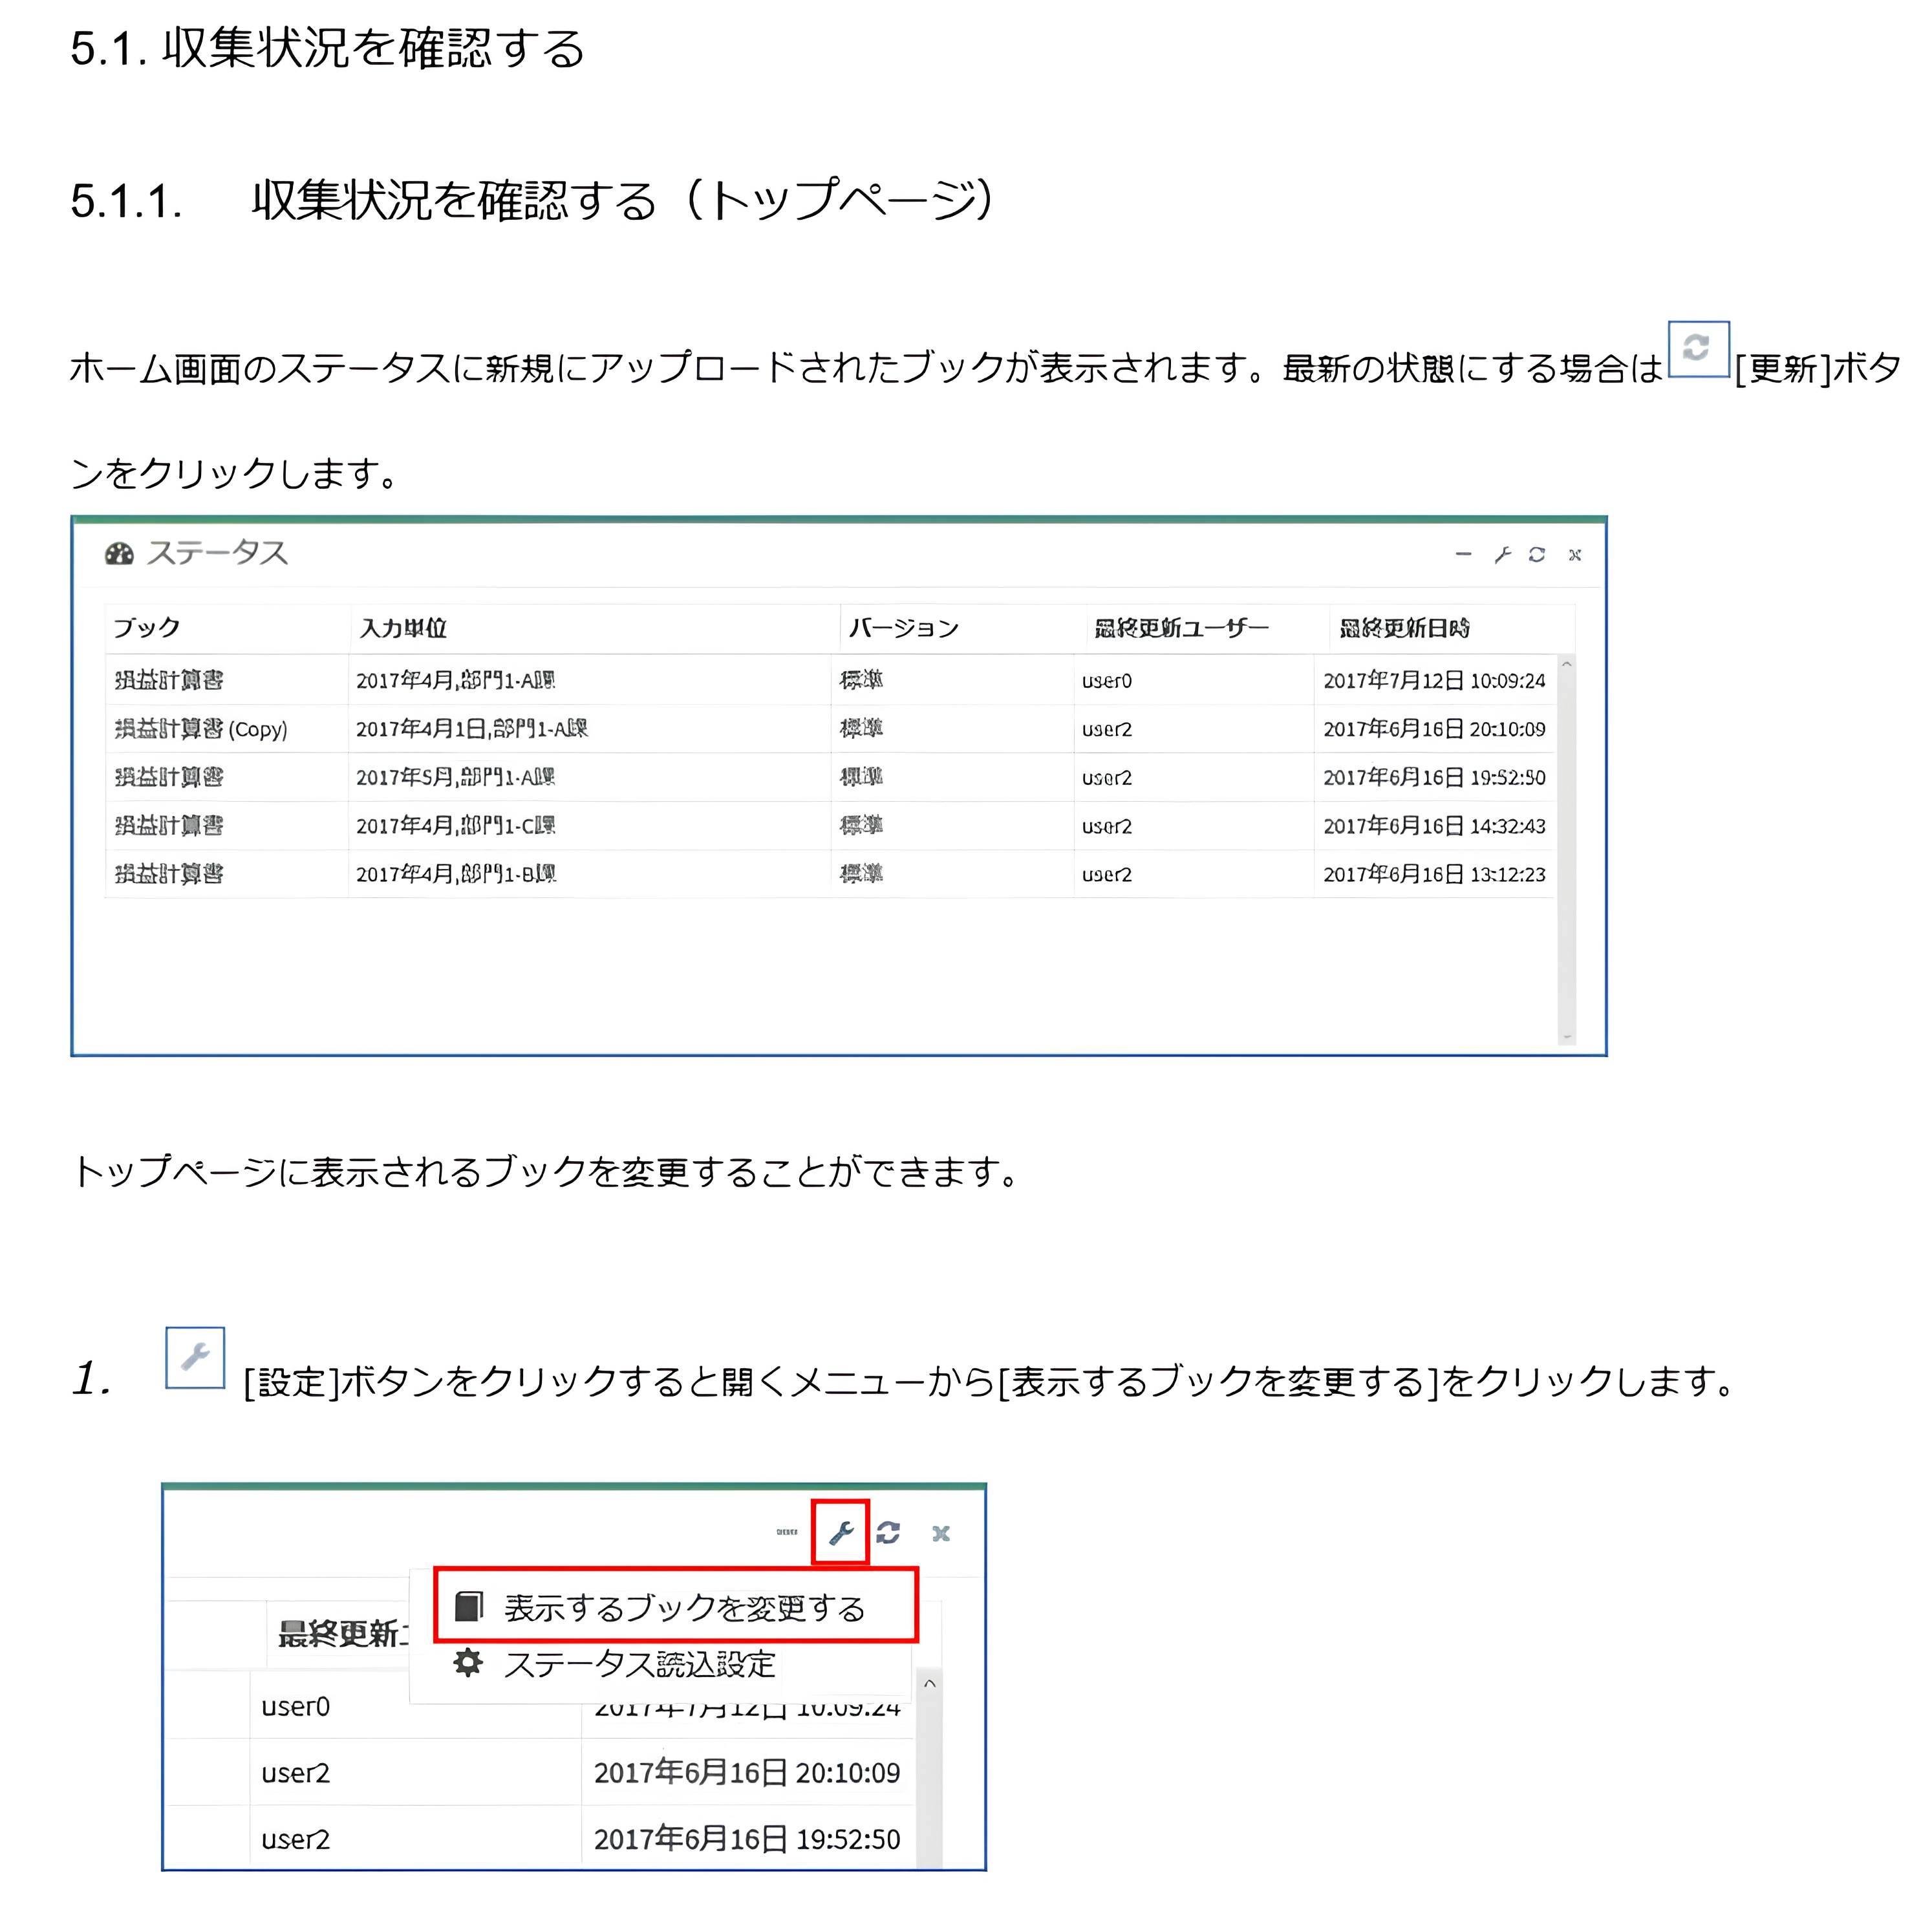 5.1. 収集状況を確認する
5.1.1. 収集状況を確認する（トップページ）
ホーム画面のステータスに新規にアップロードされたブックが表示されます。最新の状態にする場合は [更新]ボタ
ンをクリックします。
ステータス
ブック 入力単位 バージョン 最終更新ユーザー 最終更新日時
損益計算書 2017年4月,部門1-A課 標準 user0 2017年7月12日 10:09:24
損益計算書 (Copy) 2017年4月1日,部門1-A課 標準 user2 2017年6月16日 20:10:09
損益計算書 2017年5月,部門1-A課 標準 user2 2017年6月16日 19:52:50
損益計算書 2017年4月,部門1-C課 標準 user2 2017年6月16日 14:32:43
損益計算書 2017年4月,部門1-B課 標準 user2 2017年6月16日 13:12:23
トップページに表示されるブックを変更することができます。
1. [設定]ボタンをクリックすると開くメニューから[表示するブックを変更する]をクリックします。
表示するブックを変更する
最終更新
ステータス読込設定
user0 2017年7月12日 10:09:24
user2 2017年6月16日 20:10:09
user2 2017年6月16日 19:52:50